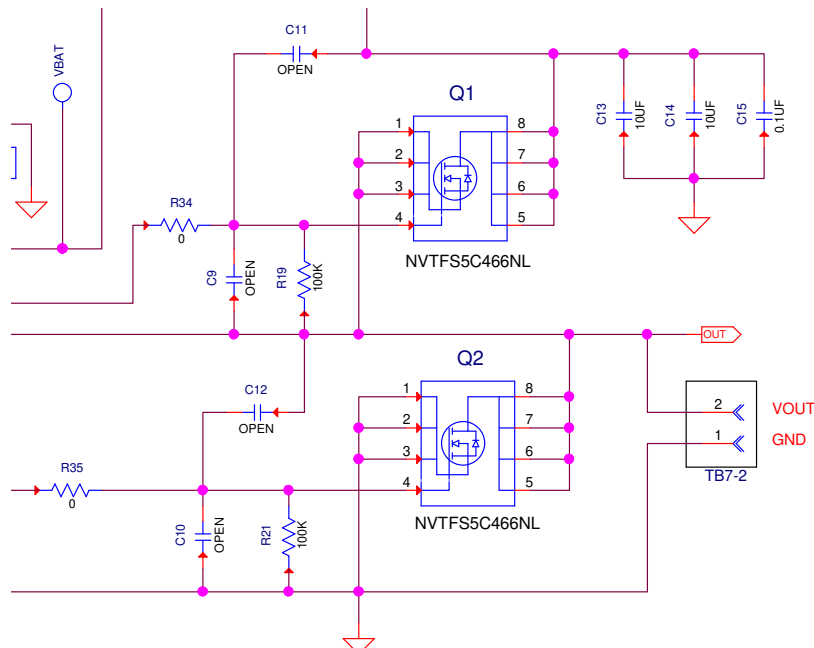 C11
OPEN
VBAT
Q1
1
2
3
4
8
7
6
5
NVTFS5C466NL
C13
10UF
C14
10UF
C15
0.1UF
R34
0
C9
OPEN
R19
100K
OUT
Q2
1
2
3
4
8
7
6
5
NVTFS5C466NL
C12
OPEN
2
VOUT
1
GND
TB7-2
R35
0
C10
OPEN
R21
100K